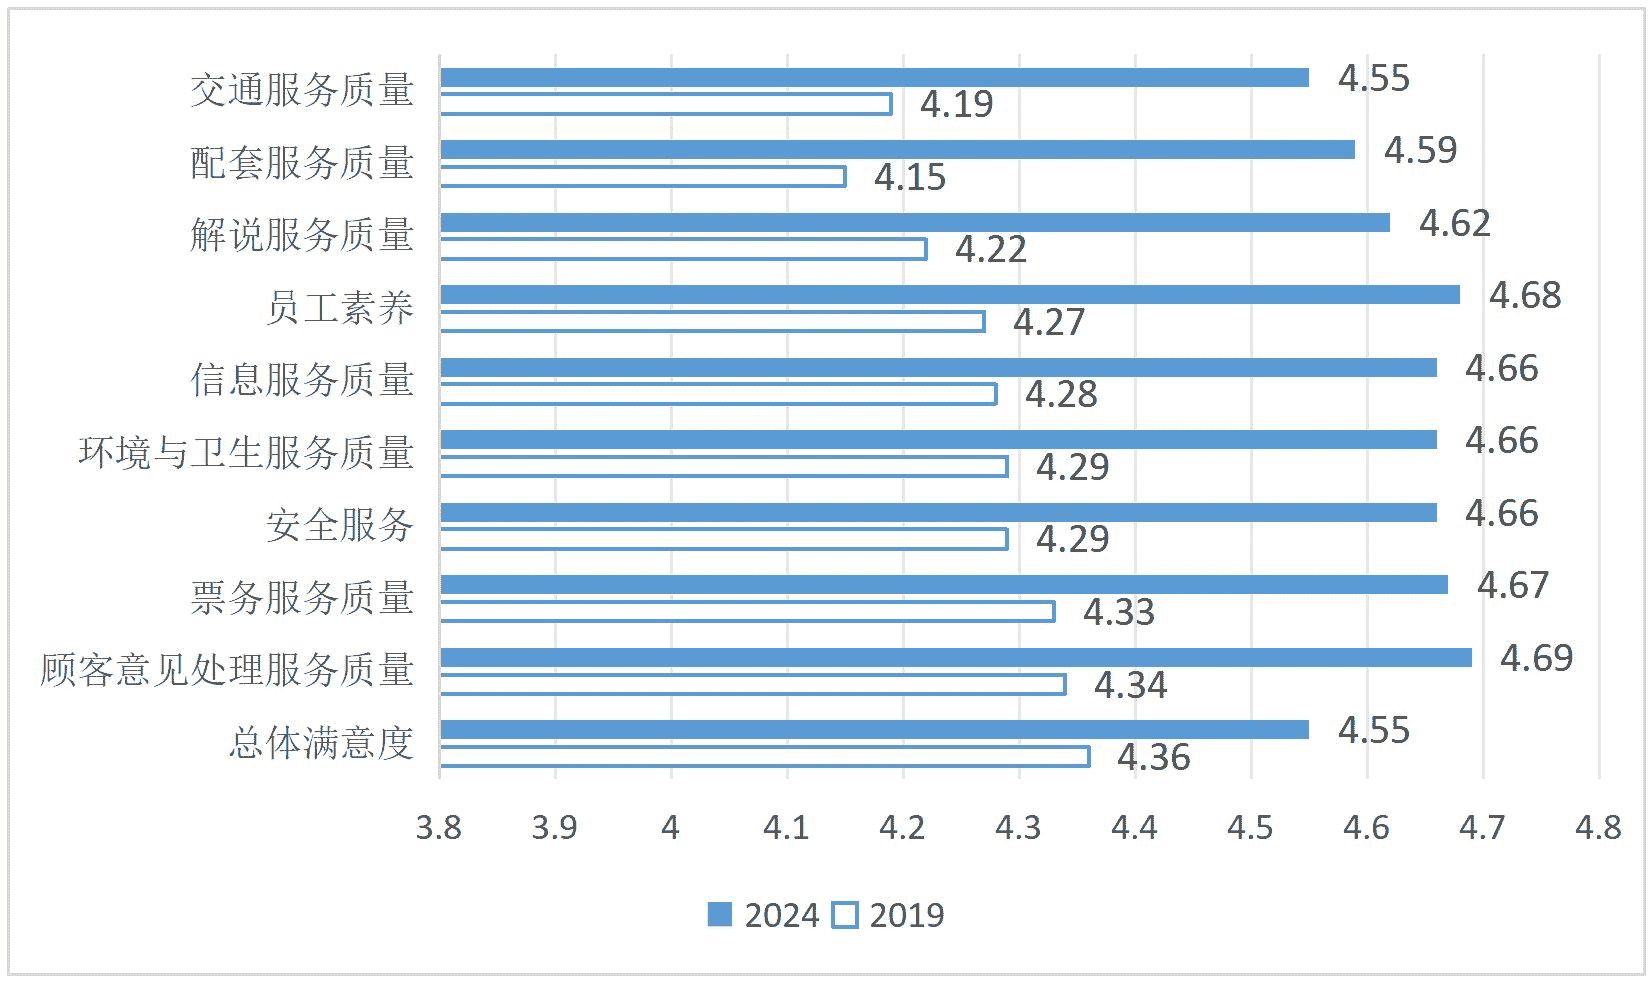 交通服务质量 4.55
4.19
配套服务质量 4.59
4.15
解说服务质量 4.62
4.22
员工素养 4.68
4.27
信息服务质量 4.66
4.28
环境与卫生服务质量 4.66
4.29
安全服务 4.66
4.29
票务服务质量 4.67
4.33
顾客意见处理服务质量 4.69
4.34
总体满意度 4.55
4.36
3.8 3.9 4 4.1 4.2 4.3 4.4 4.5 4.6 4.7 4.8
2024 2019